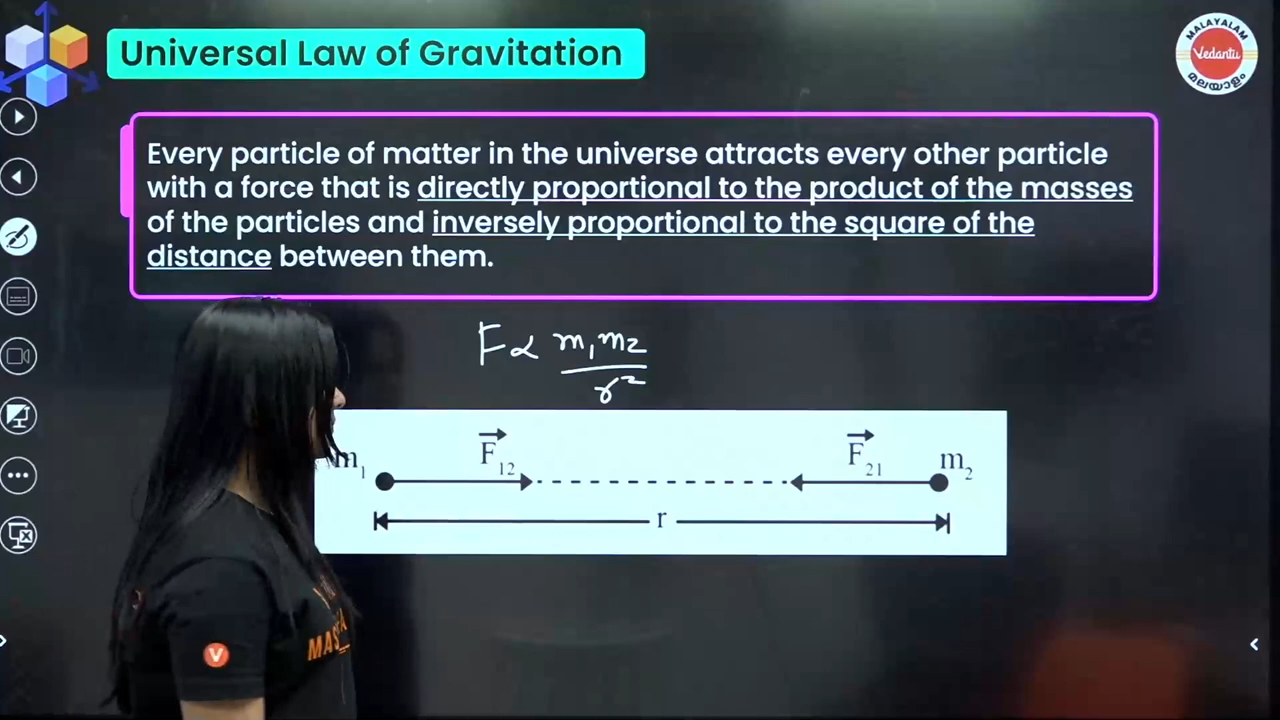 Universal Law of Gravitation
MALAYALAM
Vedantu
മലയാളം
Every particle of matter in the universe attracts every other particle
with a force that is directly proportional to the product of the masses
of the particles and inversely proportional to the square of the
distance between them.
F ∝ m₁m₂
r²
m₁ F⃗₁₂ F⃗₂₁ m₂
r
V
MAS